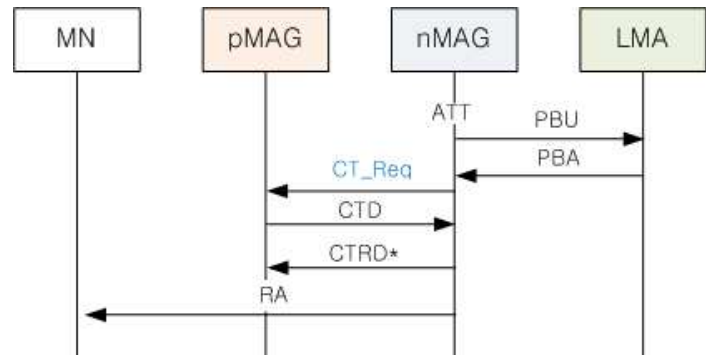 MN
pMAG
nMAG
LMA
ATT
PBU
PBA
CT_Req
CTD
CTRD*
RA